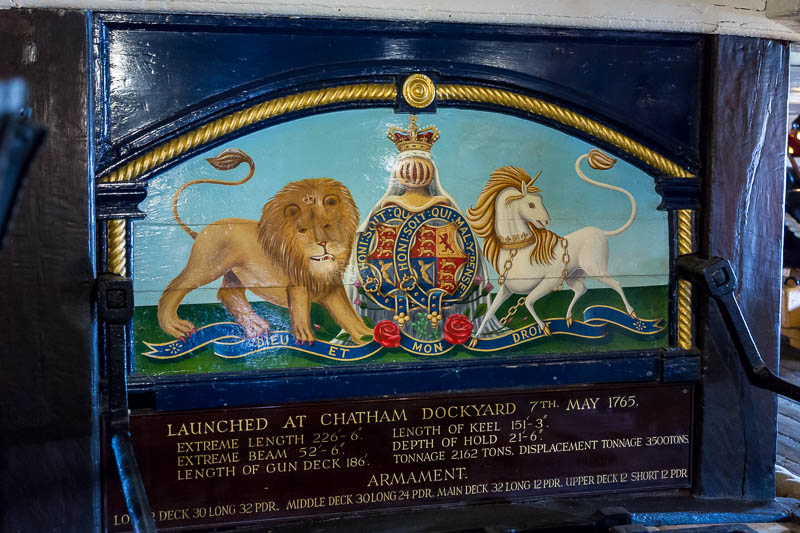 HONI·SOIT·QUI·MAL·Y·PENSE
DIEU ET MON DROIT
LAUNCHED AT CHATHAM DOCKYARD 7TH. MAY 1765.
EXTREME LENGTH 226'-6". LENGTH OF KEEL 151'-3".
EXTREME BEAM 52'-6". DEPTH OF HOLD 21'-6".
LENGTH OF GUN DECK 186'. TONNAGE 2162 TONS. DISPLACEMENT TONNAGE 3500TONS
ARMAMENT.
30 LONG 32 PDR. MIDDLE DECK 30 LONG 24 PDR. MAIN DECK 32 LONG 12 PDR. UPPER DECK 12 SHORT 12 PDR